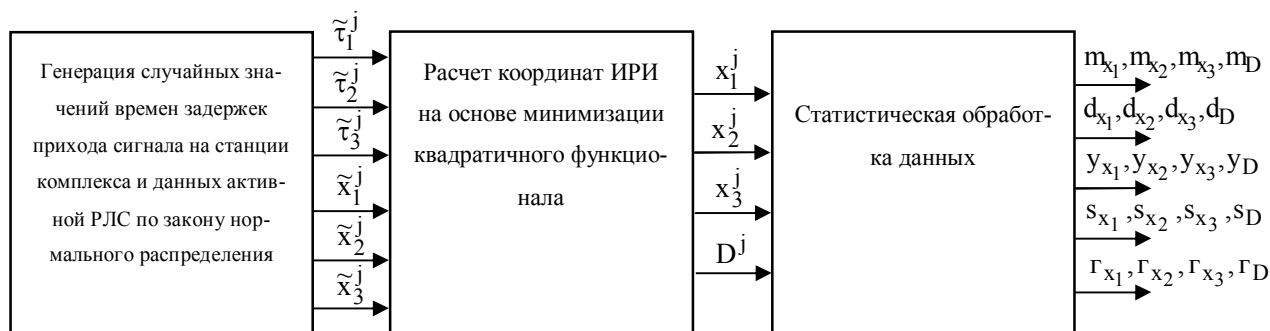 Генерация случайных зна-
чений времен задержек
прихода сигнала на станции
комплекса и данных актив-
ной РЛС по закону нор-
мального распределения
τ̃₁ʲ
τ̃₂ʲ
τ̃₃ʲ
x̃₁ʲ
x̃₂ʲ
x̃₃ʲ
Расчет координат ИРИ
на основе минимизации
квадратичного функцио-
нала
x₁ʲ
x₂ʲ
x₃ʲ
Dʲ
Статистическая обработ-
ка данных
m_x₁, m_x₂, m_x₃, m_D
d_x₁, d_x₂, d_x₃, d_D
y_x₁, y_x₂, y_x₃, y_D
s_x₁, s_x₂, s_x₃, s_D
г_x₁, г_x₂, г_x₃, г_D